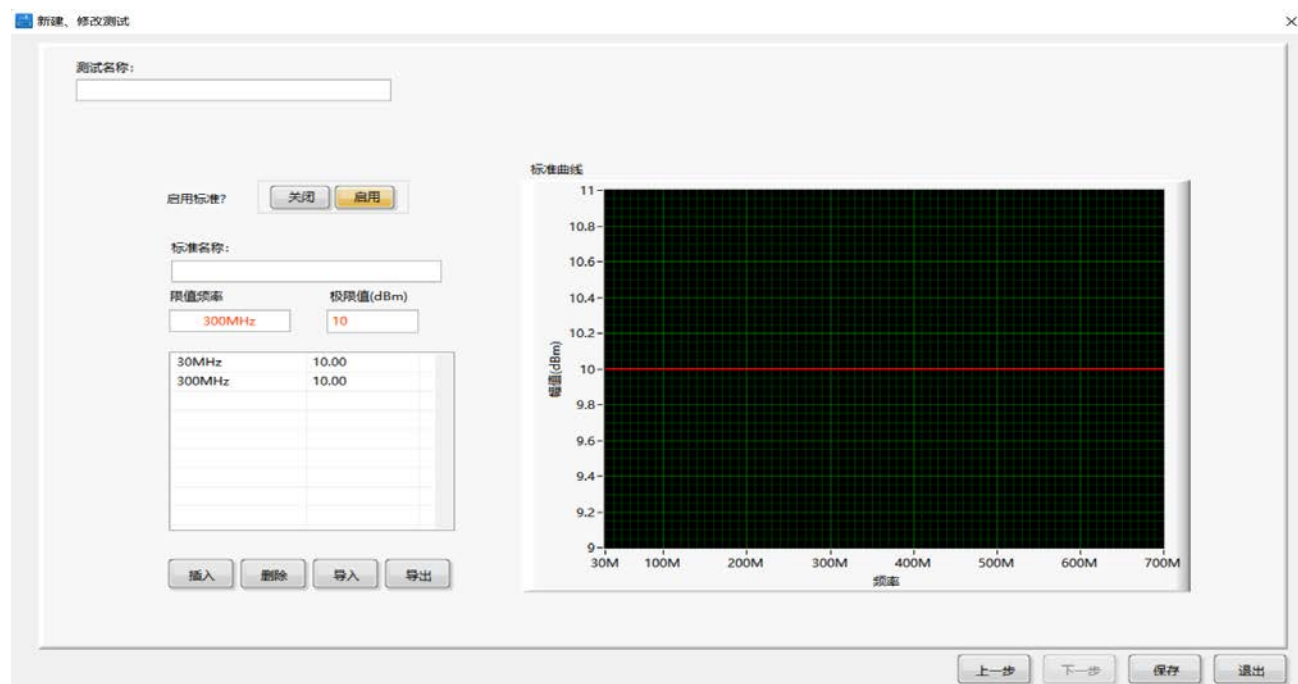 新建、修改测试
测试名称:
启用标准?
关闭
启用
标准名称:
限值频率
极限值(dBm)
300MHz
10
30MHz 10.00
300MHz 10.00
插入
删除
导入
导出
标准曲线
11
10.8
10.6
10.4
10.2
10
9.8
9.6
9.4
9.2
9
幅值(dBm)
30M 100M 200M 300M 400M 500M 600M 700M
频率
上一步
下一步
保存
退出